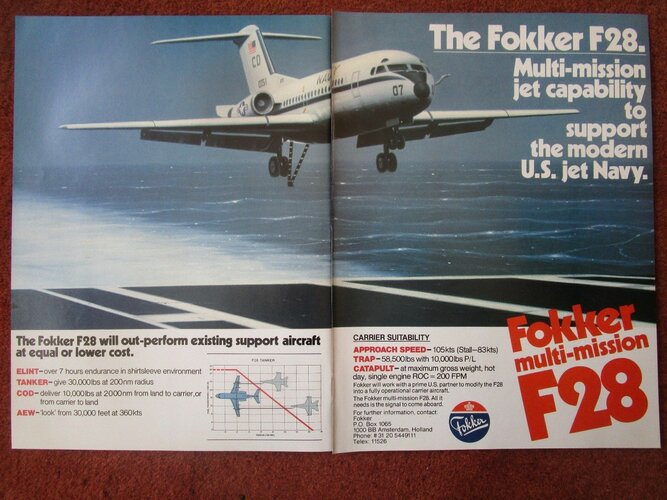 The Fokker F28.
Multi-mission
jet capability
to
support
the modern
U.S. jet Navy.
CO
0051
NAVY
07
The Fokker F28 will out-perform existing support aircraft
at equal or lower cost.
ELINT–over 7 hours endurance in shirtsleeve environment
TANKER–give 30,000lbs at 200nm radius
COD–deliver 10,000lbs at 2000nm from land to carrier, or
from carrier to land
AEW–'look' from 30,000 feet at 360kts
F28 TANKER
CARRIER SUITABILITY
APPROACH SPEED– 105kts (Stall–83kts)
TRAP– 58,500lbs with 10,000lbs P/L
CATAPULT– at maximum gross weight, hot
day, single engine ROC = 200 FPM
Fokker will work with a prime U.S. partner to modify the F28
into a fully operational carrier aircraft.
The Fokker multi-mission F28. All it
needs is the signal to come aboard.
For further information, contact:
Fokker
P.O. Box 1065
1000 BB Amsterdam, Holland
Phone: # 31 20 5449111
Telex: 11526
Fokker
Fokker
multi-mission
F28